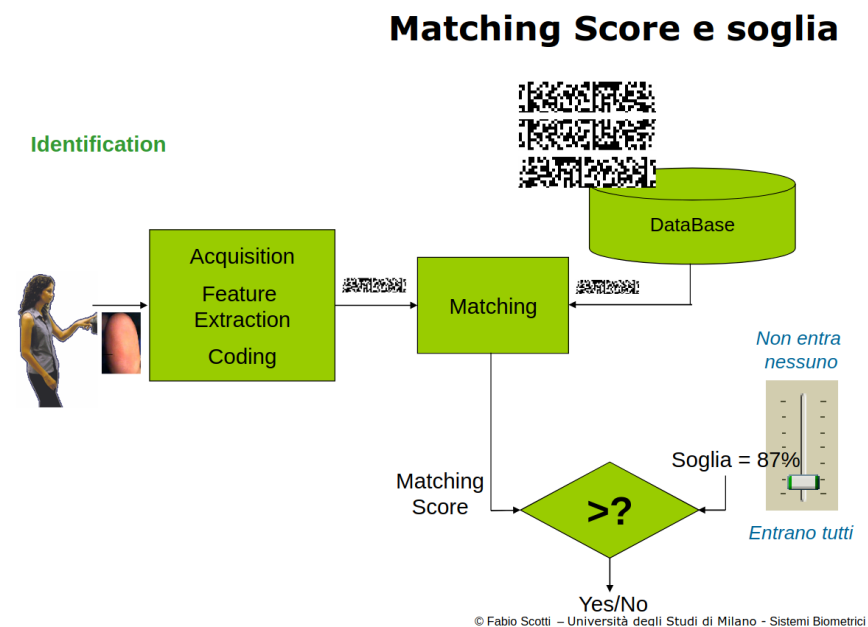 Matching Score e soglia
Identification
DataBase
Acquisition
Feature
Extraction
Coding
Matching
Non entra
nessuno
Soglia = 87%
Matching
Score
>?
Entrano tutti
Yes/No
© Fabio Scotti – Università degli Studi di Milano - Sistemi Biometrici